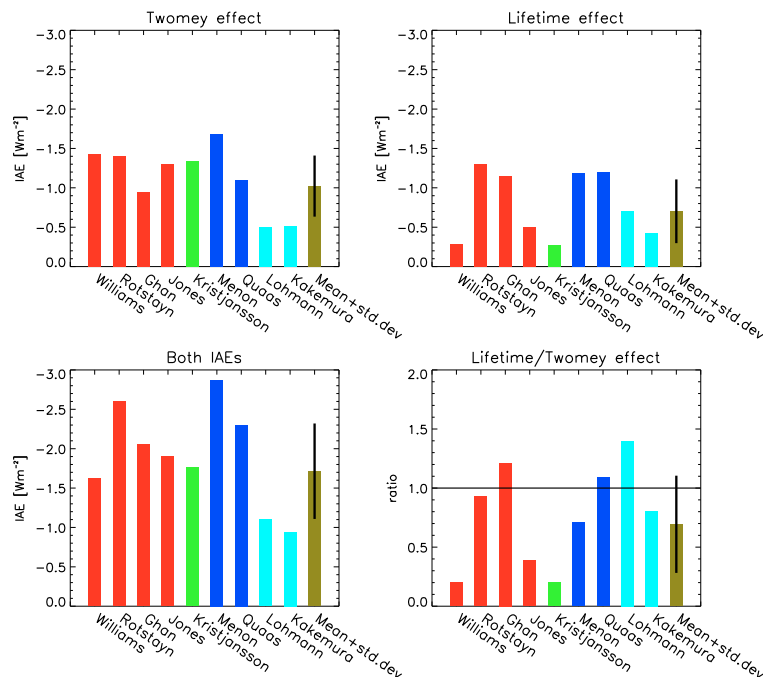 Twomey effect
IAE [Wm⁻²]
−3.0
−2.5
−2.0
−1.5
−1.0
−0.5
0.0
Williams
Rotstayn
Ghan
Jones
Kristjansson
Menon
Quaas
Lohmann
Kakemura
Mean+std.dev
Lifetime effect
IAE [Wm⁻²]
−3.0
−2.5
−2.0
−1.5
−1.0
−0.5
0.0
Williams
Rotstayn
Ghan
Jones
Kristjansson
Menon
Quaas
Lohmann
Kakemura
Mean+std.dev
Both IAEs
IAE [Wm⁻²]
−3.0
−2.5
−2.0
−1.5
−1.0
−0.5
0.0
Williams
Rotstayn
Ghan
Jones
Kristjansson
Menon
Quaas
Lohmann
Kakemura
Mean+std.dev
Lifetime/Twomey effect
ratio
2.0
1.5
1.0
0.5
0.0
Williams
Rotstayn
Ghan
Jones
Kristjansson
Menon
Quaas
Lohmann
Kakemura
Mean+std.dev